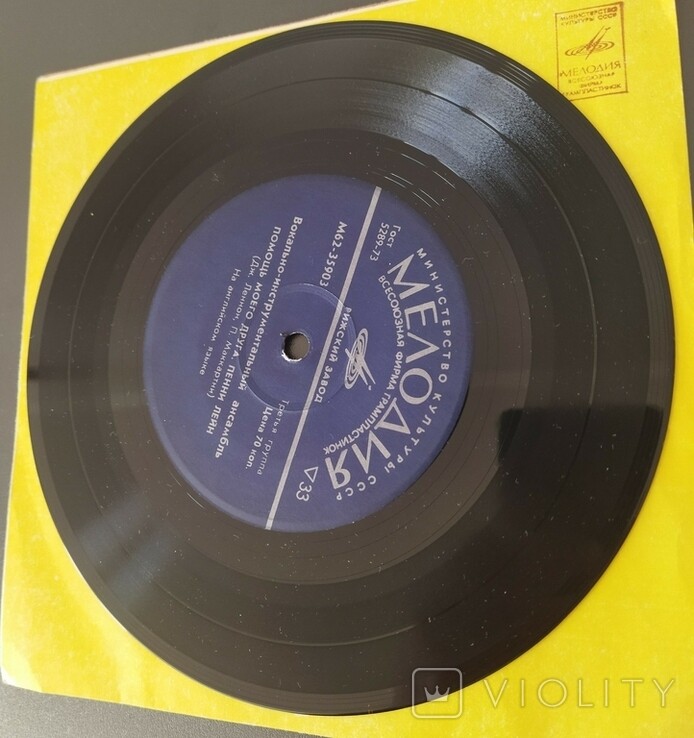 МИНИСТЕРСТВО КУЛЬТУРЫ СССР
МЕЛОДИЯ
ВСЕСОЮЗНАЯ ФИРМА ГРАМПЛАСТИНОК
Гост
5289-73
РИЖСКИЙ ЗАВОД
▽33
М62-35903
Третья группа
Цена 70 коп.
Вокально-инструментальный ансамбль
ПОМОЩЬ МОЕГО ДРУГА; ПЕННИ ЛЕЙН
(Дж. Леннон, П. Маккартни)
На английском языке
МИНИСТЕРСТВО
КУЛЬТУРЫ СССР
МЕЛОДИЯ
ВСЕСОЮЗНАЯ
ФИРМА
ГРАМПЛАСТИНОК
VIOLITY